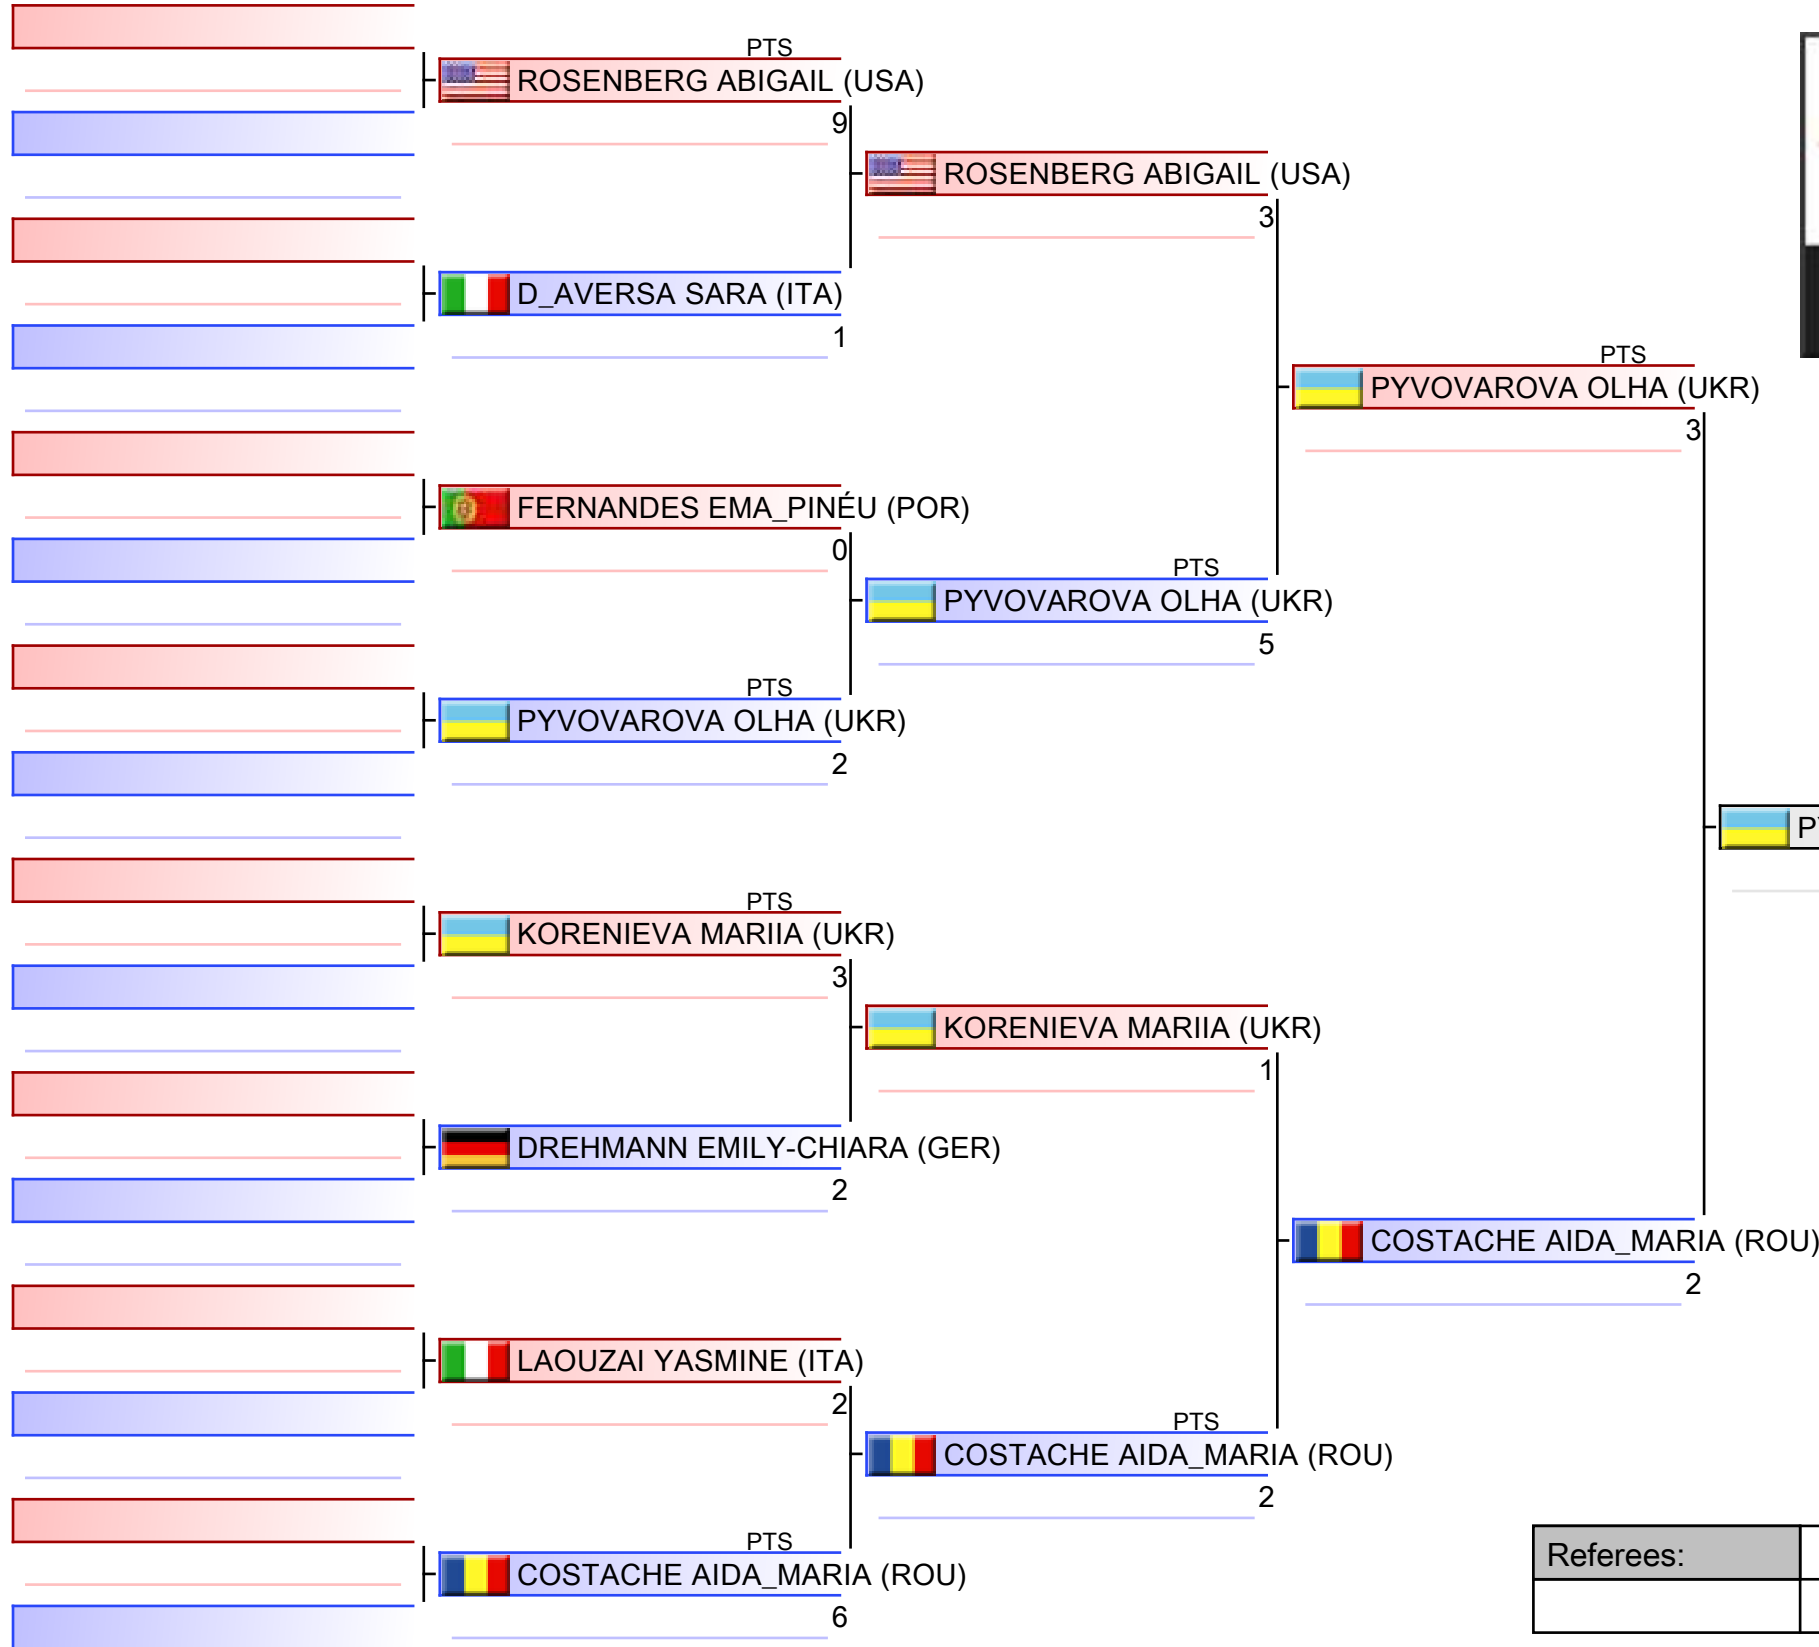 PTS
ROSENBERG ABIGAIL (USA)
9
D_AVERSA SARA (ITA)
1
FERNANDES EMA_PINÉU (POR)
0
PTS
PYVOVAROVA OLHA (UKR)
2
PTS
KORENIEVA MARIIA (UKR)
3
DREHMANN EMILY-CHIARA (GER)
2
LAOUZAI YASMINE (ITA)
2
PTS
COSTACHE AIDA_MARIA (ROU)
6
ROSENBERG ABIGAIL (USA)
3
PTS
PYVOVAROVA OLHA (UKR)
5
KORENIEVA MARIIA (UKR)
1
PTS
COSTACHE AIDA_MARIA (ROU)
2
PTS
PYVOVAROVA OLHA (UKR)
3
COSTACHE AIDA_MARIA (ROU)
2
Referees: